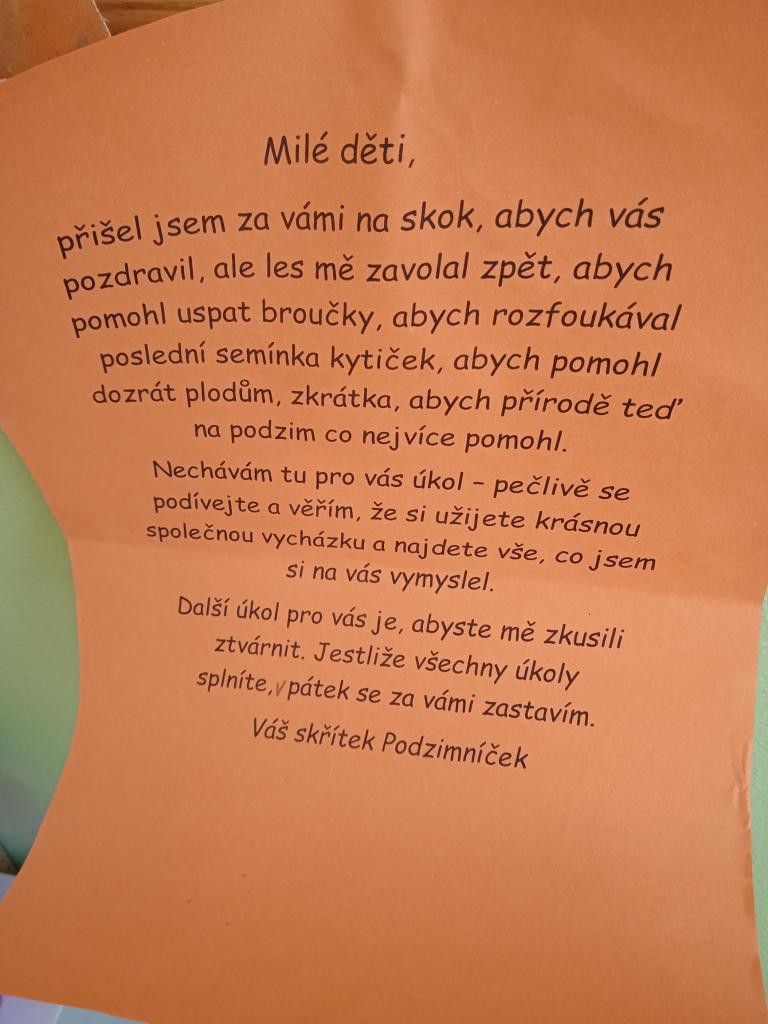 Milé děti,
přišel jsem za vámi na skok, abych vás
pozdravil, ale les mě zavolal zpět, abych
pomohl uspat broučky, abych rozfoukával
poslední semínka kytiček, abych pomohl
dozrát plodům, zkrátka, abych přírodě teď
na podzim co nejvíce pomohl.
Nechávám tu pro vás úkol – pečlivě se
podívejte a věřím, že si užijete krásnou
společnou vycházku a najdete vše, co jsem
si na vás vymyslel.
Další úkol pro vás je, abyste mě zkusili
ztvárnit. Jestliže všechny úkoly
splníte, v pátek se za vámi zastavím.
Váš skřítek Podzimníček